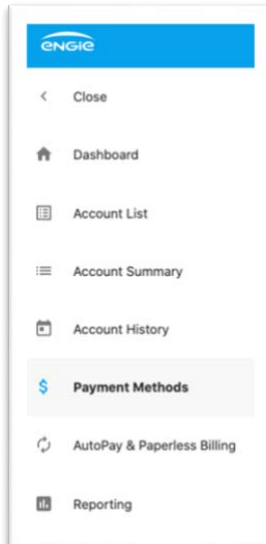 ENGIE
Close
Dashboard
Account List
Account Summary
Account History
Payment Methods
AutoPay & Paperless Billing
Reporting